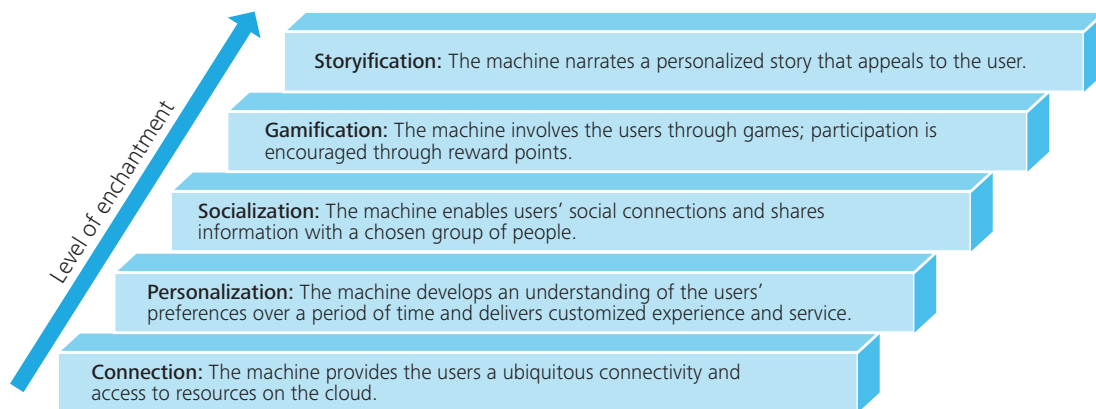 Storyification: The machine narrates a personalized story that appeals to the user.
Gamification: The machine involves the users through games; participation is
encouraged through reward points.
Socialization: The machine enables users’ social connections and shares
information with a chosen group of people.
Personalization: The machine develops an understanding of the users’
preferences over a period of time and delivers customized experience and service.
Connection: The machine provides the users a ubiquitous connectivity and
access to resources on the cloud.
Level of enchantment